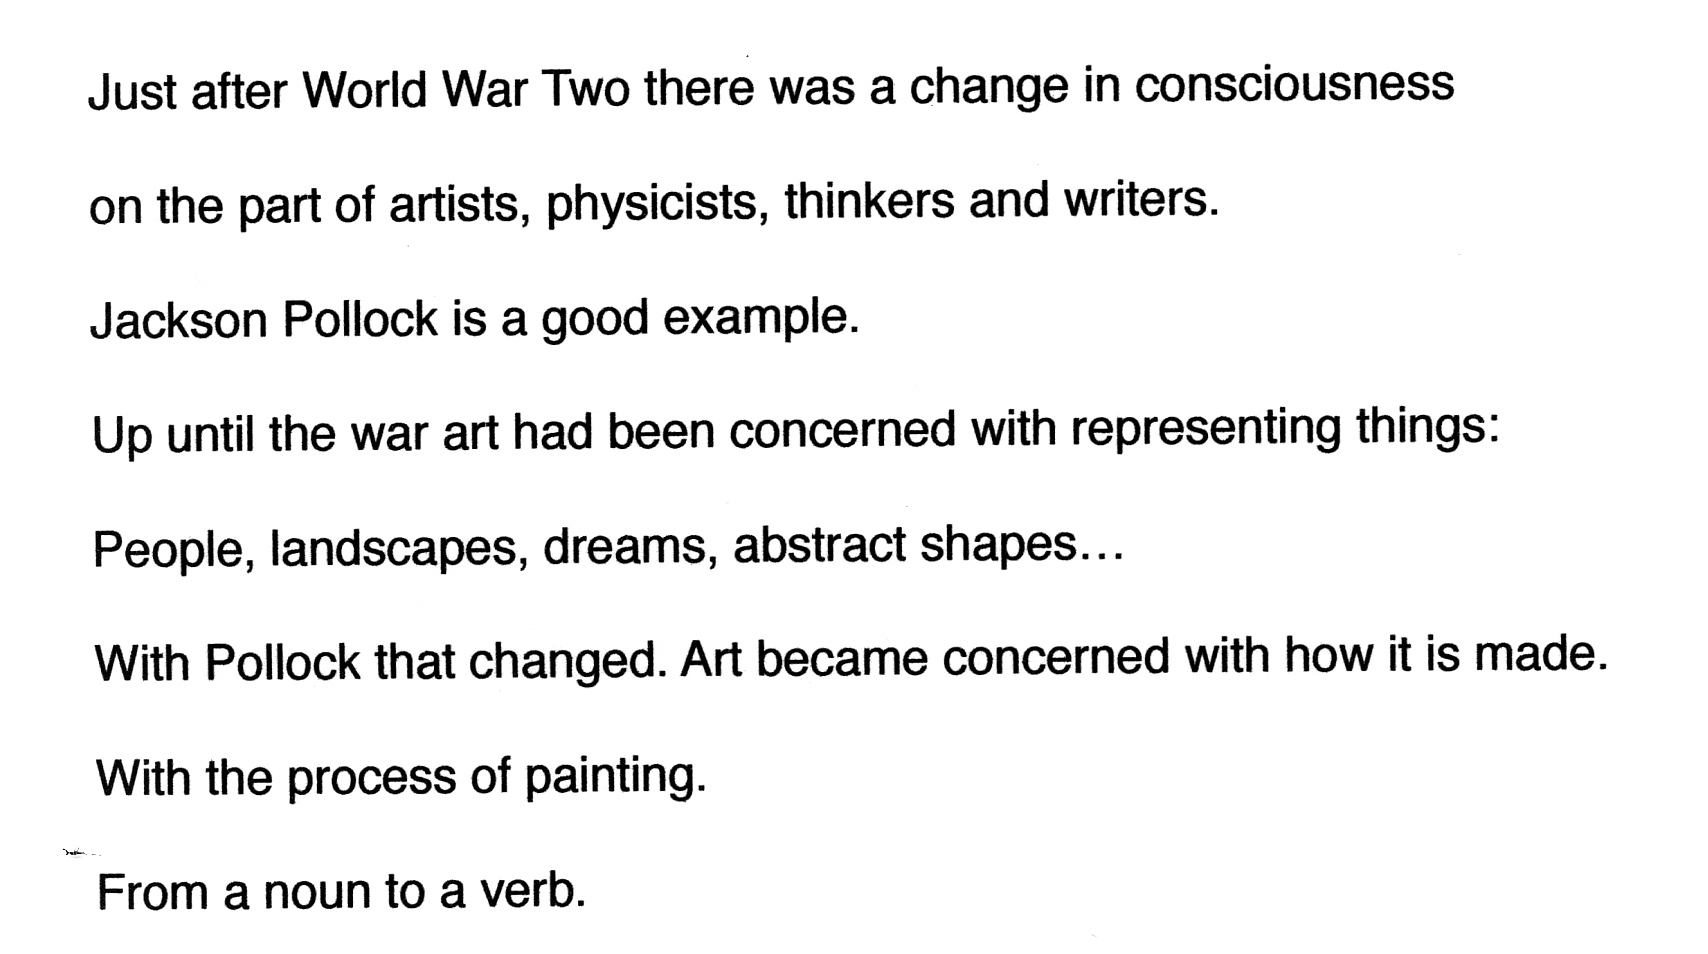 Just after World War Two there was a change in consciousness
on the part of artists, physicists, thinkers and writers.
Jackson Pollock is a good example.
Up until the war art had been concerned with representing things:
People, landscapes, dreams, abstract shapes...
With Pollock that changed. Art became concerned with how it is made.
With the process of painting.
From a noun to a verb.